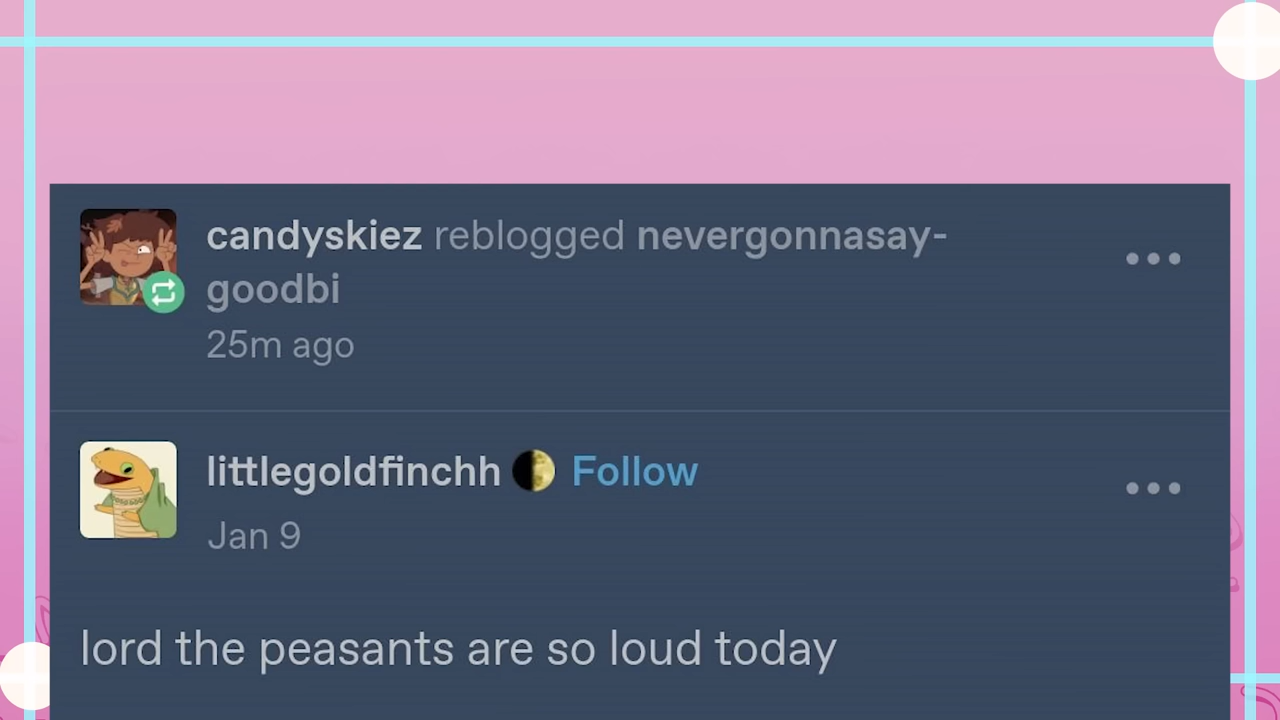 candyskiez reblogged nevergonnasay-
goodbi
25m ago
littlegoldfinchh 🌓 Follow
Jan 9
lord the peasants are so loud today